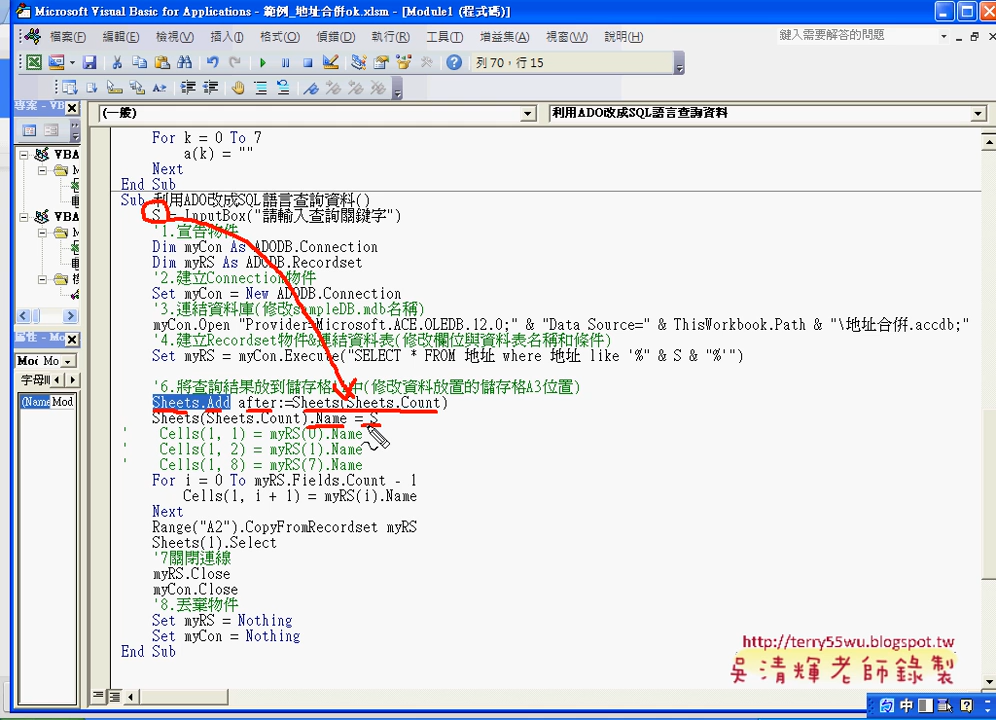 Microsoft Visual Basic for Applications - 範例_地址合併ok.xlsm - [Module1 (程式碼)]
檔案(F) 編輯(E) 檢視(V) 插入(I) 格式(O) 偵錯(D) 執行(R) 工具(T) 增益集(A) 視窗(W) 說明(H) 鍵入需要解答的問題
列 70，行 15
專案 - VB
(一般) 利用ADO改成SQL語言查詢資料
VBA
VBA
Moi Mo
字母順
(Name Mod
For k = 0 To 7
a(k) = ""
Next
End Sub
Sub 利用ADO改成SQL語言查詢資料()
S = InputBox("請輸入查詢關鍵字")
'1.宣告物件
Dim myCon As ADODB.Connection
Dim myRS As ADODB.Recordset
'2.建立Connection物件
Set myCon = New ADODB.Connection
'3.連結資料庫(修改sampleDB.mdb名稱)
myCon.Open "Provider=Microsoft.ACE.OLEDB.12.0;" & "Data Source=" & ThisWorkbook.Path & "\地址合併.accdb;"
'4.建立Recordset物件&連結資料表(修改欄位與資料表名稱和條件)
Set myRS = myCon.Execute("SELECT * FROM 地址 where 地址 like '%" & S & "%'")
'6.將查詢結果放到儲存格 中(修改資料放置的儲存格A3位置)
Sheets.Add after:=Sheets(Sheets.Count)
Sheets(Sheets.Count).Name = S
' Cells(1, 1) = myRS(0).Name
' Cells(1, 2) = myRS(1).Name
' Cells(1, 8) = myRS(7).Name
For i = 0 To myRS.Fields.Count - 1
Cells(1, i + 1) = myRS(i).Name
Next
Range("A2").CopyFromRecordset myRS
Sheets(1).Select
'7關閉連線
myRS.Close
myCon.Close
'8.丟棄物件
Set myRS = Nothing
Set myCon = Nothing
End Sub
http://terry55wu.blogspot.tw
吳清輝老師錄製
中